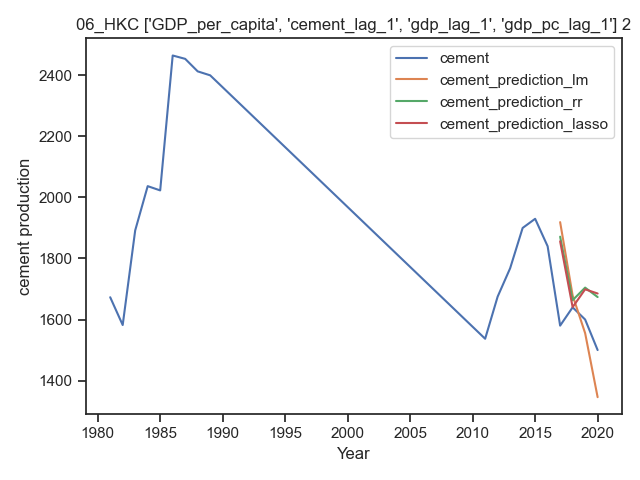 06_HKC ['GDP_per_capita', 'cement_lag_1', 'gdp_lag_1', 'gdp_pc_lag_1'] 2
cement
cement_prediction_lm
cement_prediction_rr
cement_prediction_lasso
cement production
2400
2200
2000
1800
1600
1400
1980 1985 1990 1995 2000 2005 2010 2015 2020
Year